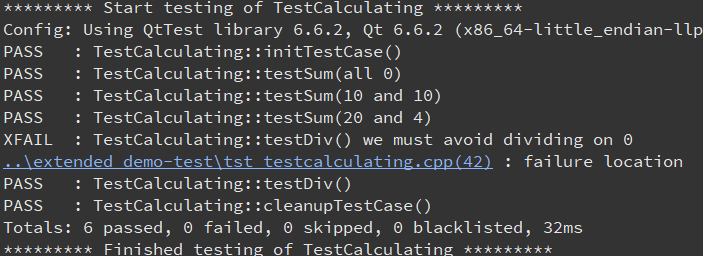 ********* Start testing of TestCalculating *********
Config: Using QtTest library 6.6.2, Qt 6.6.2 (x86_64-little_endian-llp
PASS   : TestCalculating::initTestCase()
PASS   : TestCalculating::testSum(all 0)
PASS   : TestCalculating::testSum(10 and 10)
PASS   : TestCalculating::testSum(20 and 4)
XFAIL  : TestCalculating::testDiv() we must avoid dividing on 0
..\extended_demo-test\tst_testcalculating.cpp(42) : failure location
PASS   : TestCalculating::testDiv()
PASS   : TestCalculating::cleanupTestCase()
Totals: 6 passed, 0 failed, 0 skipped, 0 blacklisted, 32ms
********* Finished testing of TestCalculating *********